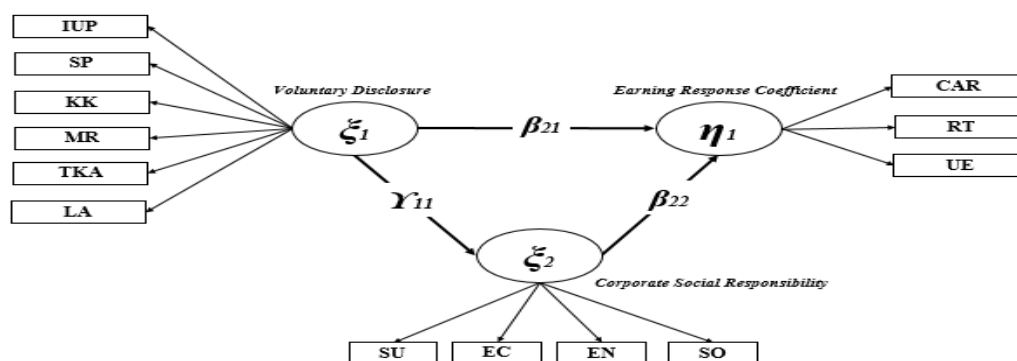 IUP
SP
KK
MR
TKA
LA
Voluntary Disclosure
ξ1
β21
Earning Response Coefficient
η1
CAR
RT
UE
ϒ11
β22
ξ2
Corporate Social Responsibility
SU
EC
EN
SO